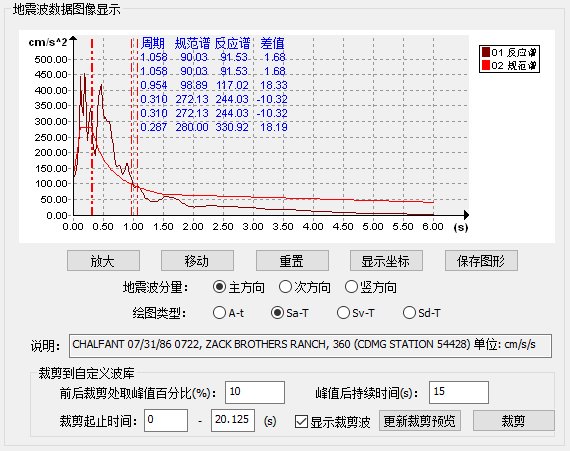 地震波数据图像显示
cm/s^2
周期 规范谱 反应谱 差值
1.058 90.03 91.53 1.68
1.058 90.03 91.53 1.68
0.954 98.89 117.02 18.33
0.310 272.13 244.03 -10.32
0.310 272.13 244.03 -10.32
0.287 280.00 330.92 18.19
01 反应谱
02 规范谱
500.00
450.00
400.00
350.00
300.00
250.00
200.00
150.00
100.00
50.00
0.00
0.00 0.50 1.00 1.50 2.00 2.50 3.00 3.50 4.00 4.50 5.00 5.50 6.00
(s)
放大 移动 重置 显示坐标 保存图形
地震波分量: 主方向 次方向 竖方向
绘图类型: A-t Sa-T Sv-T Sd-T
说明: CHALFANT 07/31/86 0722, ZACK BROTHERS RANCH, 360 (CDMG STATION 54428) 单位: cm/s/s
裁剪到自定义波库
前后裁剪处取峰值百分比(%): 10 峰值后持续时间(s): 15
裁剪起止时间: 0 - 20.125 (s) 显示裁剪波 更新裁剪预览 裁剪